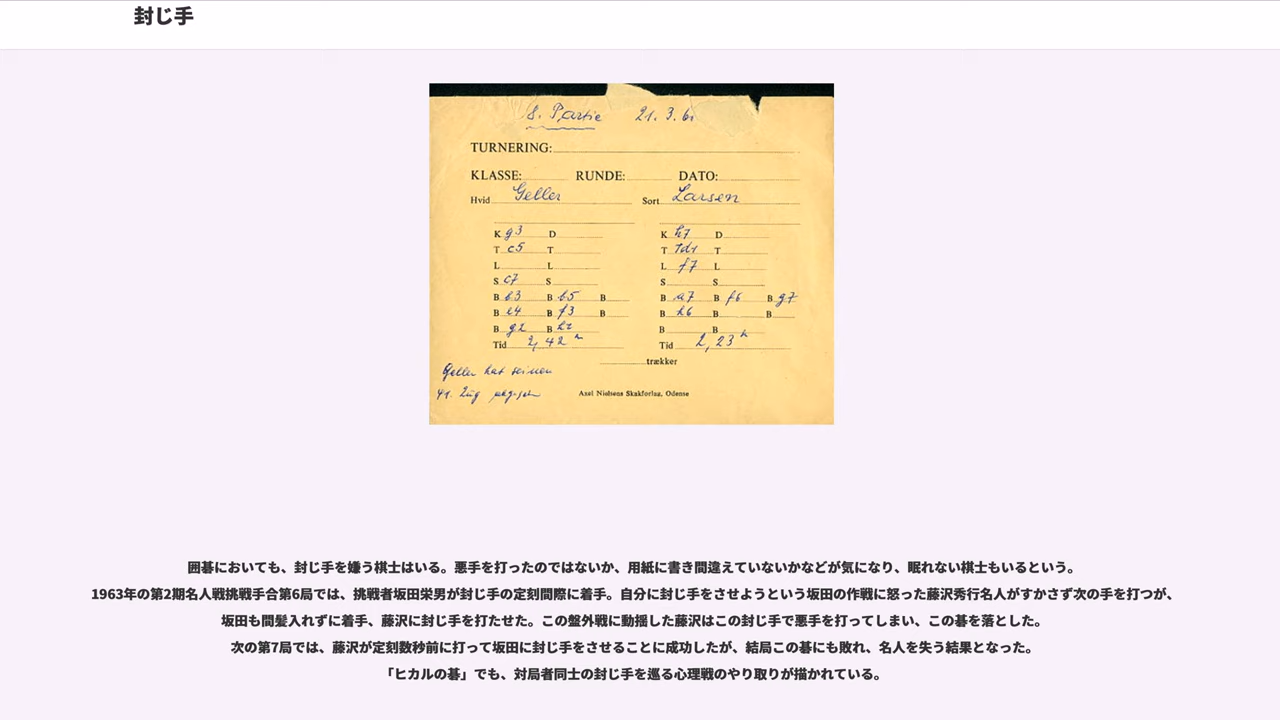 封じ手
8. Partie 21. 3. 61
TURNERING:
KLASSE: RUNDE: DATO:
Hvid Geller Sort Larsen
K g3 D K h7 D
T c5 T T 1d1 T
L L L f7 L
S c7 S S S
B b3 B b5 B B a7 B f6 B g7
B e4 B f3 B B h6 B B
B g2 B h2 B B
Tid 2,42 Tid 2,23
trækker
Geller hat seinen
41. Zug
Axel Nielsens Skakforlag, Odense
囲碁においても、封じ手を嫌う棋士はいる。悪手を打ったのではないか、用紙に書き間違えていないかなどが気になり、眠れない棋士もいるという。
1963年の第2期名人戦挑戦手合第6局では、挑戦者坂田栄男が封じ手の定刻間際に着手。自分に封じ手をさせようという坂田の作戦に怒った藤沢秀行名人がすかさず次の手を打つが、
坂田も間髪入れずに着手、藤沢に封じ手を打たせた。この盤外戦に動揺した藤沢はこの封じ手で悪手を打ってしまい、この碁を落とした。
次の第7局では、藤沢が定刻数秒前に打って坂田に封じ手をさせることに成功したが、結局この碁にも敗れ、名人を失う結果となった。
「ヒカルの碁」でも、対局者同士の封じ手を巡る心理戦のやり取りが描かれている。